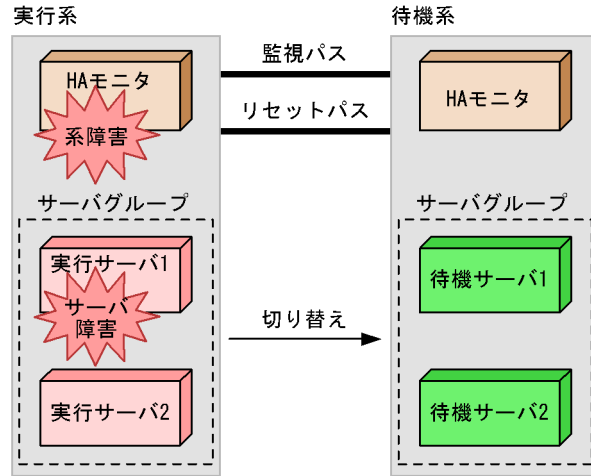 実行系
待機系
HAモニタ
監視パス
HAモニタ
リセットパス
系障害
サーバグループ
サーバグループ
実行サーバ1
待機サーバ1
サーバ
障害
切り替え
実行サーバ2
待機サーバ2